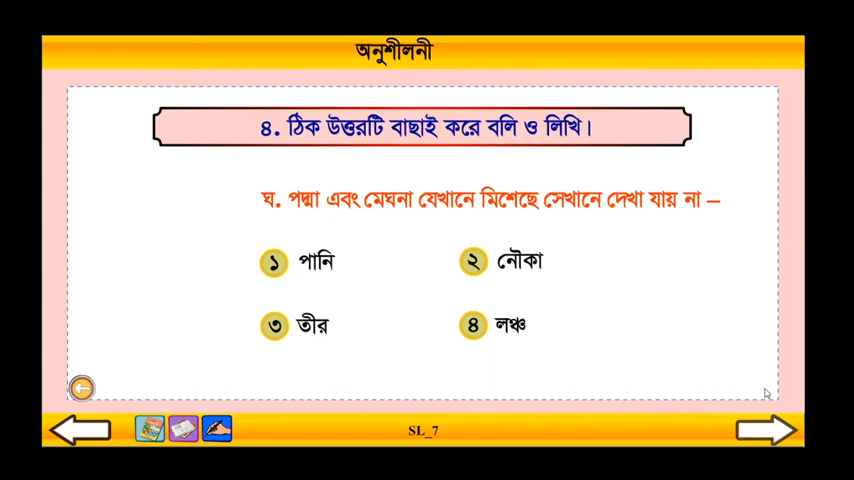 অনুশীলনী
৪. ঠিক উত্তরটি বাছাই করে বলি ও লিখি।
ঘ. পদ্মা এবং মেঘনা যেখানে মিশেছে সেখানে দেখা যায় না –
১ পানি
২ নৌকা
৩ তীর
৪ লঞ্চ
SL_7